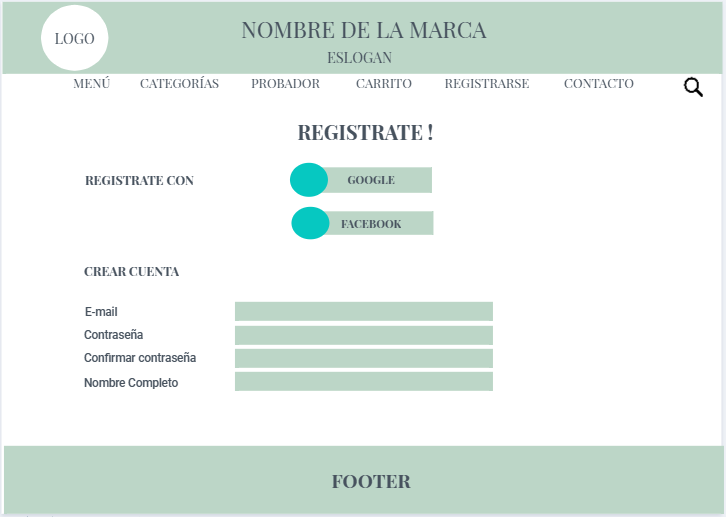 LOGO
NOMBRE DE LA MARCA
ESLOGAN
MENÚ CATEGORÍAS PROBADOR CARRITO REGISTRARSE CONTACTO
REGISTRATE !
REGISTRATE CON
GOOGLE
FACEBOOK
CREAR CUENTA
E-mail
Contraseña
Confirmar contraseña
Nombre Completo
FOOTER